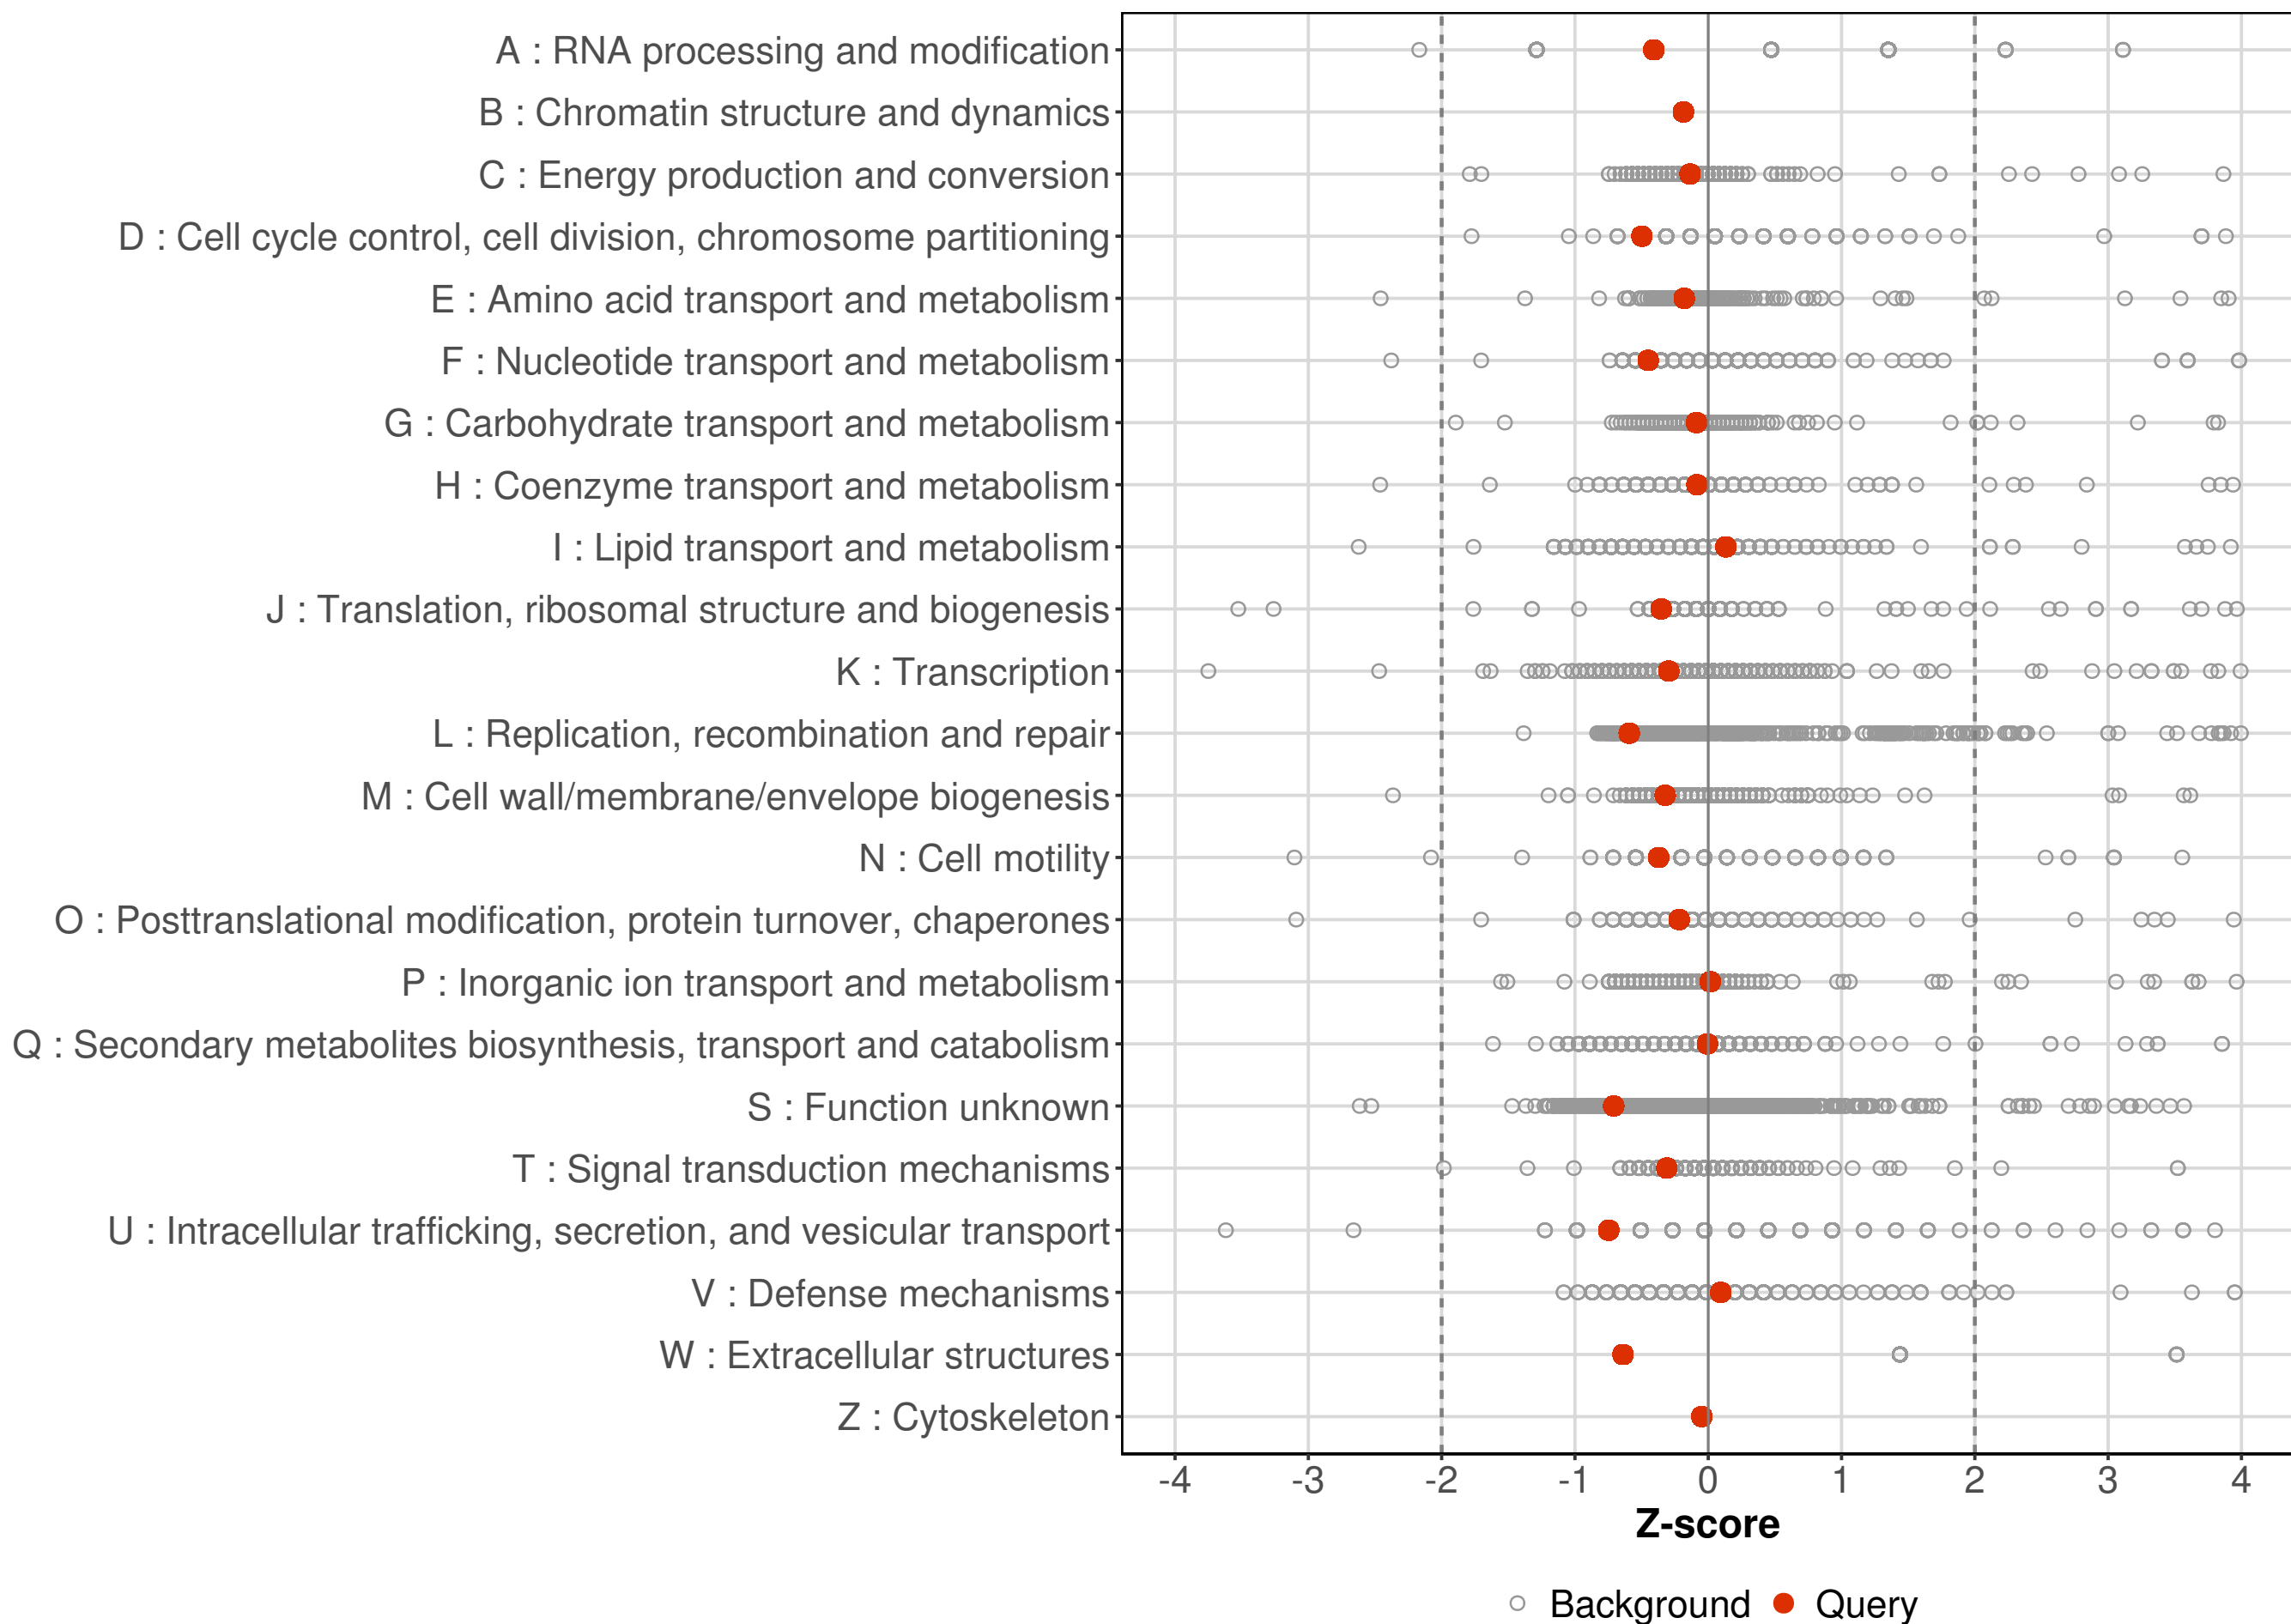 A : RNA processing and modification
B : Chromatin structure and dynamics
C : Energy production and conversion
D : Cell cycle control, cell division, chromosome partitioning
E : Amino acid transport and metabolism
F : Nucleotide transport and metabolism
G : Carbohydrate transport and metabolism
H : Coenzyme transport and metabolism
I : Lipid transport and metabolism
J : Translation, ribosomal structure and biogenesis
K : Transcription
L : Replication, recombination and repair
M : Cell wall/membrane/envelope biogenesis
N : Cell motility
O : Posttranslational modification, protein turnover, chaperones
P : Inorganic ion transport and metabolism
Q : Secondary metabolites biosynthesis, transport and catabolism
S : Function unknown
T : Signal transduction mechanisms
U : Intracellular trafficking, secretion, and vesicular transport
V : Defense mechanisms
W : Extracellular structures
Z : Cytoskeleton
-4 -3 -2 -1 0 1 2 3 4
Z-score
Background Query